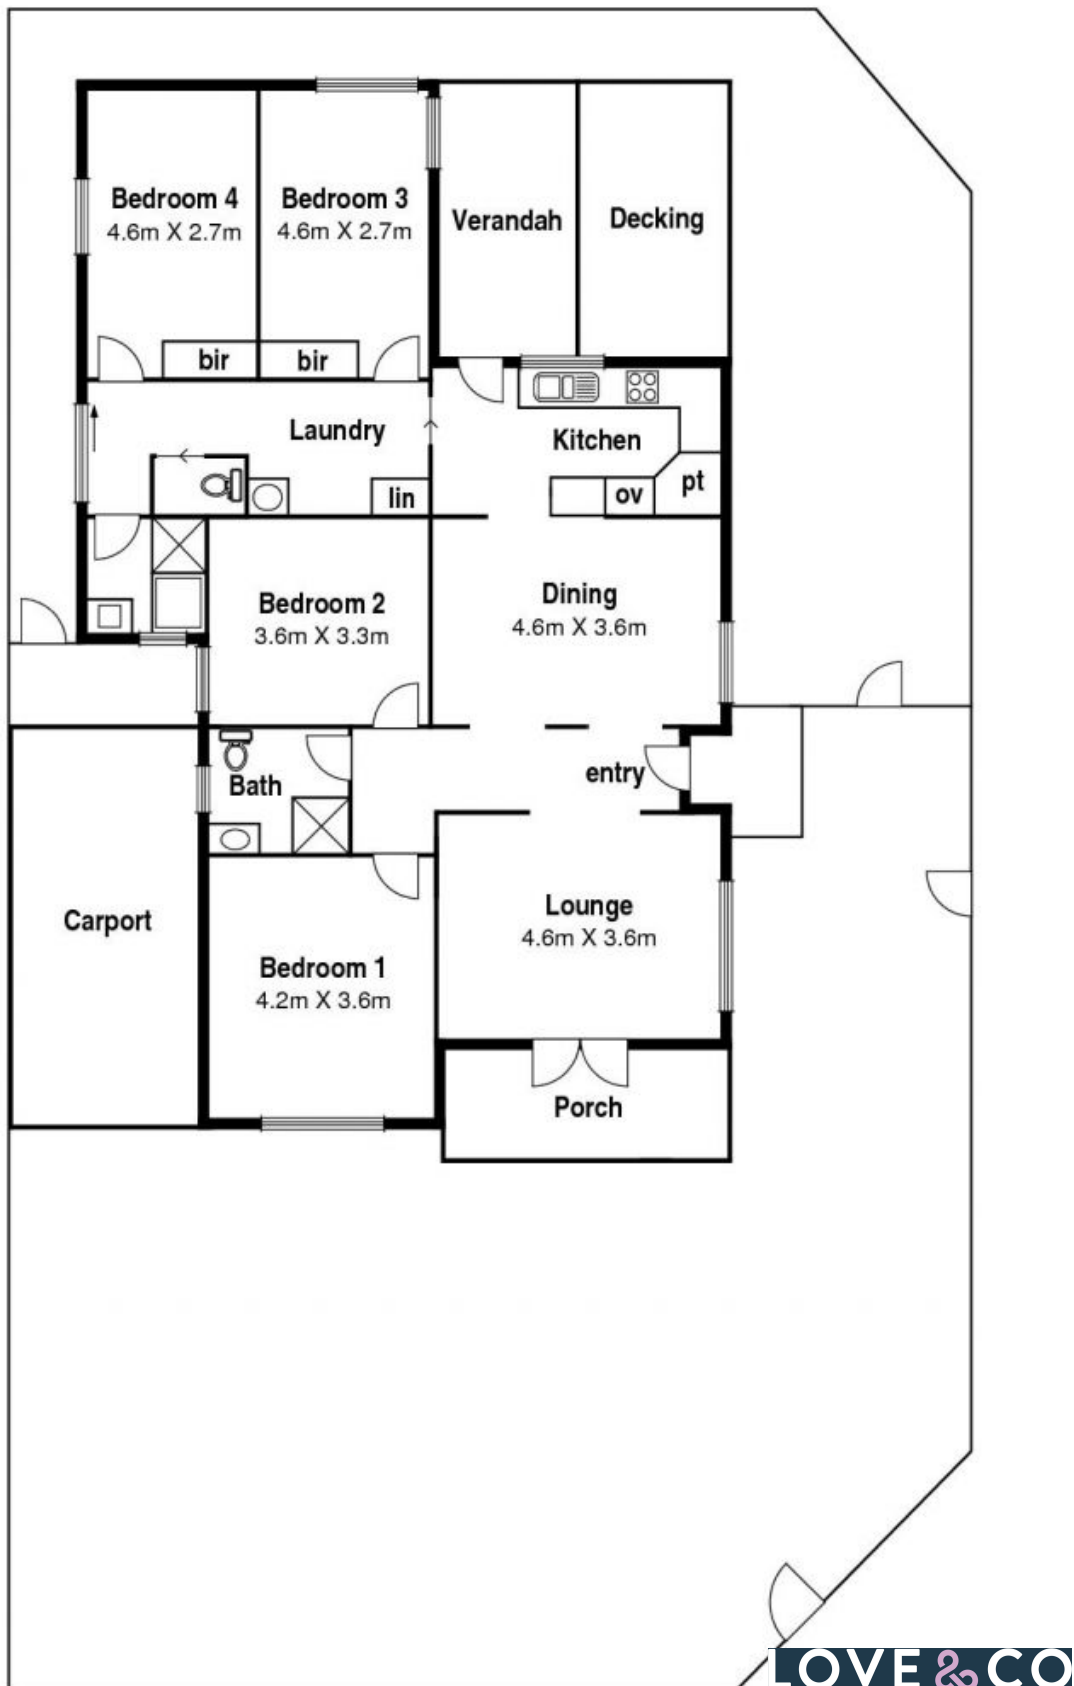 Bedroom 4
4.6m X 2.7m
Bedroom 3
4.6m X 2.7m
Verandah
Decking
bir
bir
Laundry
Kitchen
lin
ov
pt
Bedroom 2
3.6m X 3.3m
Dining
4.6m X 3.6m
Bath
entry
Carport
Lounge
4.6m X 3.6m
Bedroom 1
4.2m X 3.6m
Porch
LOVE & CO